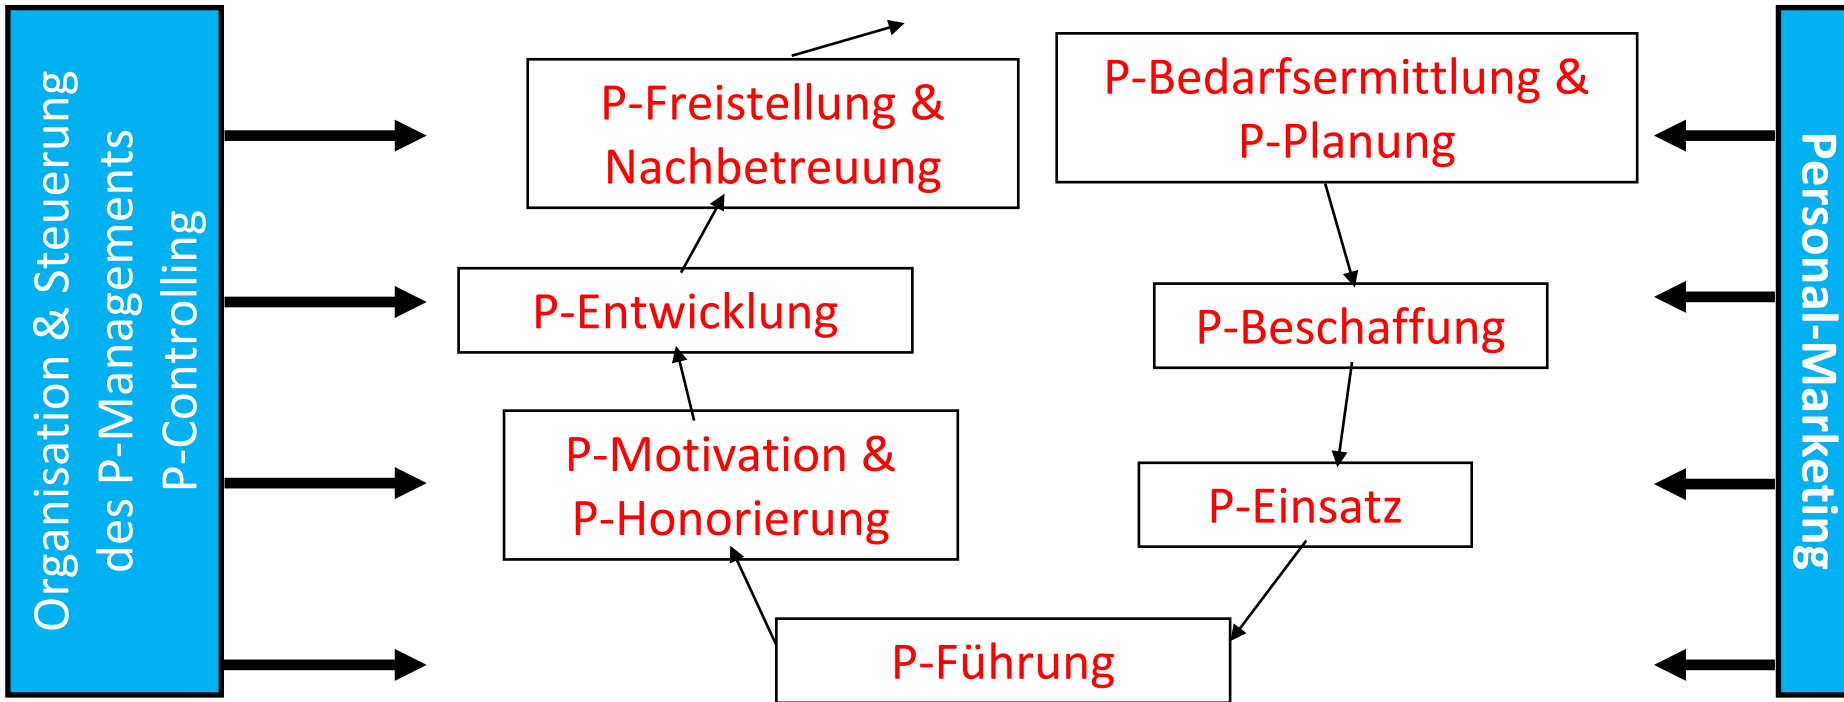 Organisation & Steuerung
des P-Managements
P-Controlling
P-Freistellung &
Nachbetreuung
P-Entwicklung
P-Motivation &
P-Honorierung
P-Führung
P-Bedarfsermittlung &
P-Planung
P-Beschaffung
P-Einsatz
Personal-Marketing